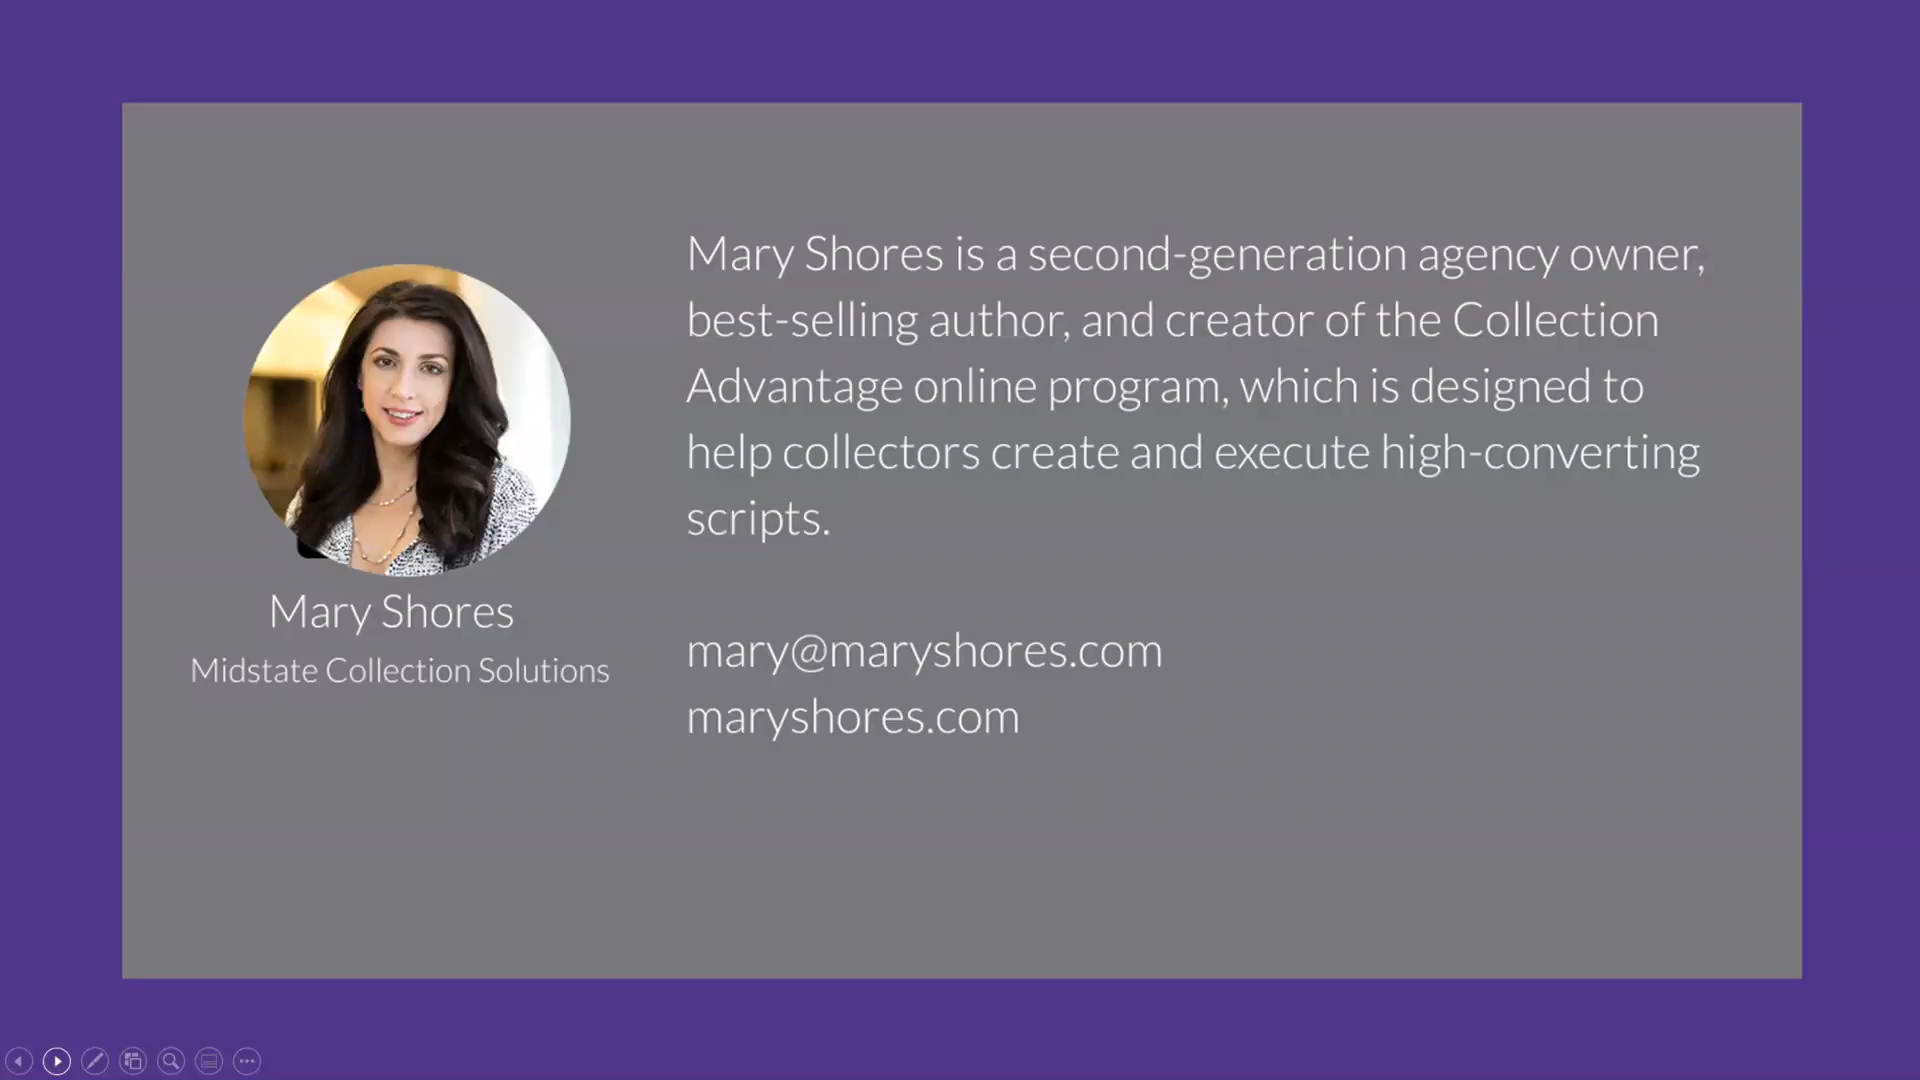 Mary Shores is a second-generation agency owner,
best-selling author, and creator of the Collection
Advantage online program, which is designed to
help collectors create and execute high-converting
scripts.
mary@maryshores.com
maryshores.com
Mary Shores
Midstate Collection Solutions